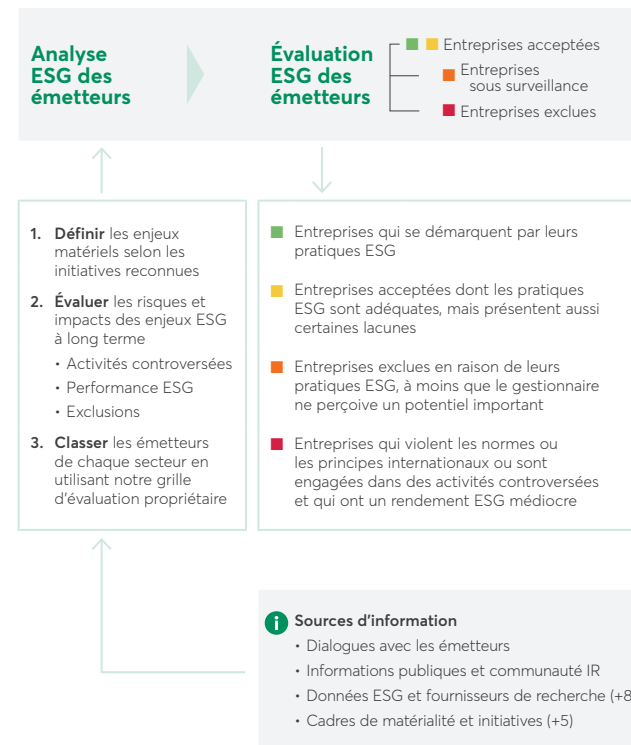 Analyse
ESG des
émetteurs
Évaluation
ESG des
émetteurs
Entreprises acceptées
Entreprises
sous surveillance
Entreprises exclues
1. Définir les enjeux
matériels selon les
initiatives reconnues
2. Évaluer les risques et
impacts des enjeux ESG
à long terme
• Activités controversées
• Performance ESG
• Exclusions
3. Classer les émetteurs
de chaque secteur en
utilisant notre grille
d'évaluation propriétaire
Entreprises qui se démarquent par leurs
pratiques ESG
Entreprises acceptées dont les pratiques
ESG sont adéquates, mais présentent aussi
certaines lacunes
Entreprises exclues en raison de leurs
pratiques ESG, à moins que le gestionnaire
ne perçoive un potentiel important
Entreprises qui violent les normes ou
les principes internationaux ou sont
engagées dans des activités controversées
et qui ont un rendement ESG médiocre
i Sources d'information
• Dialogues avec les émetteurs
• Informations publiques et communauté IR
• Données ESG et fournisseurs de recherche (+8
• Cadres de matérialité et initiatives (+5)